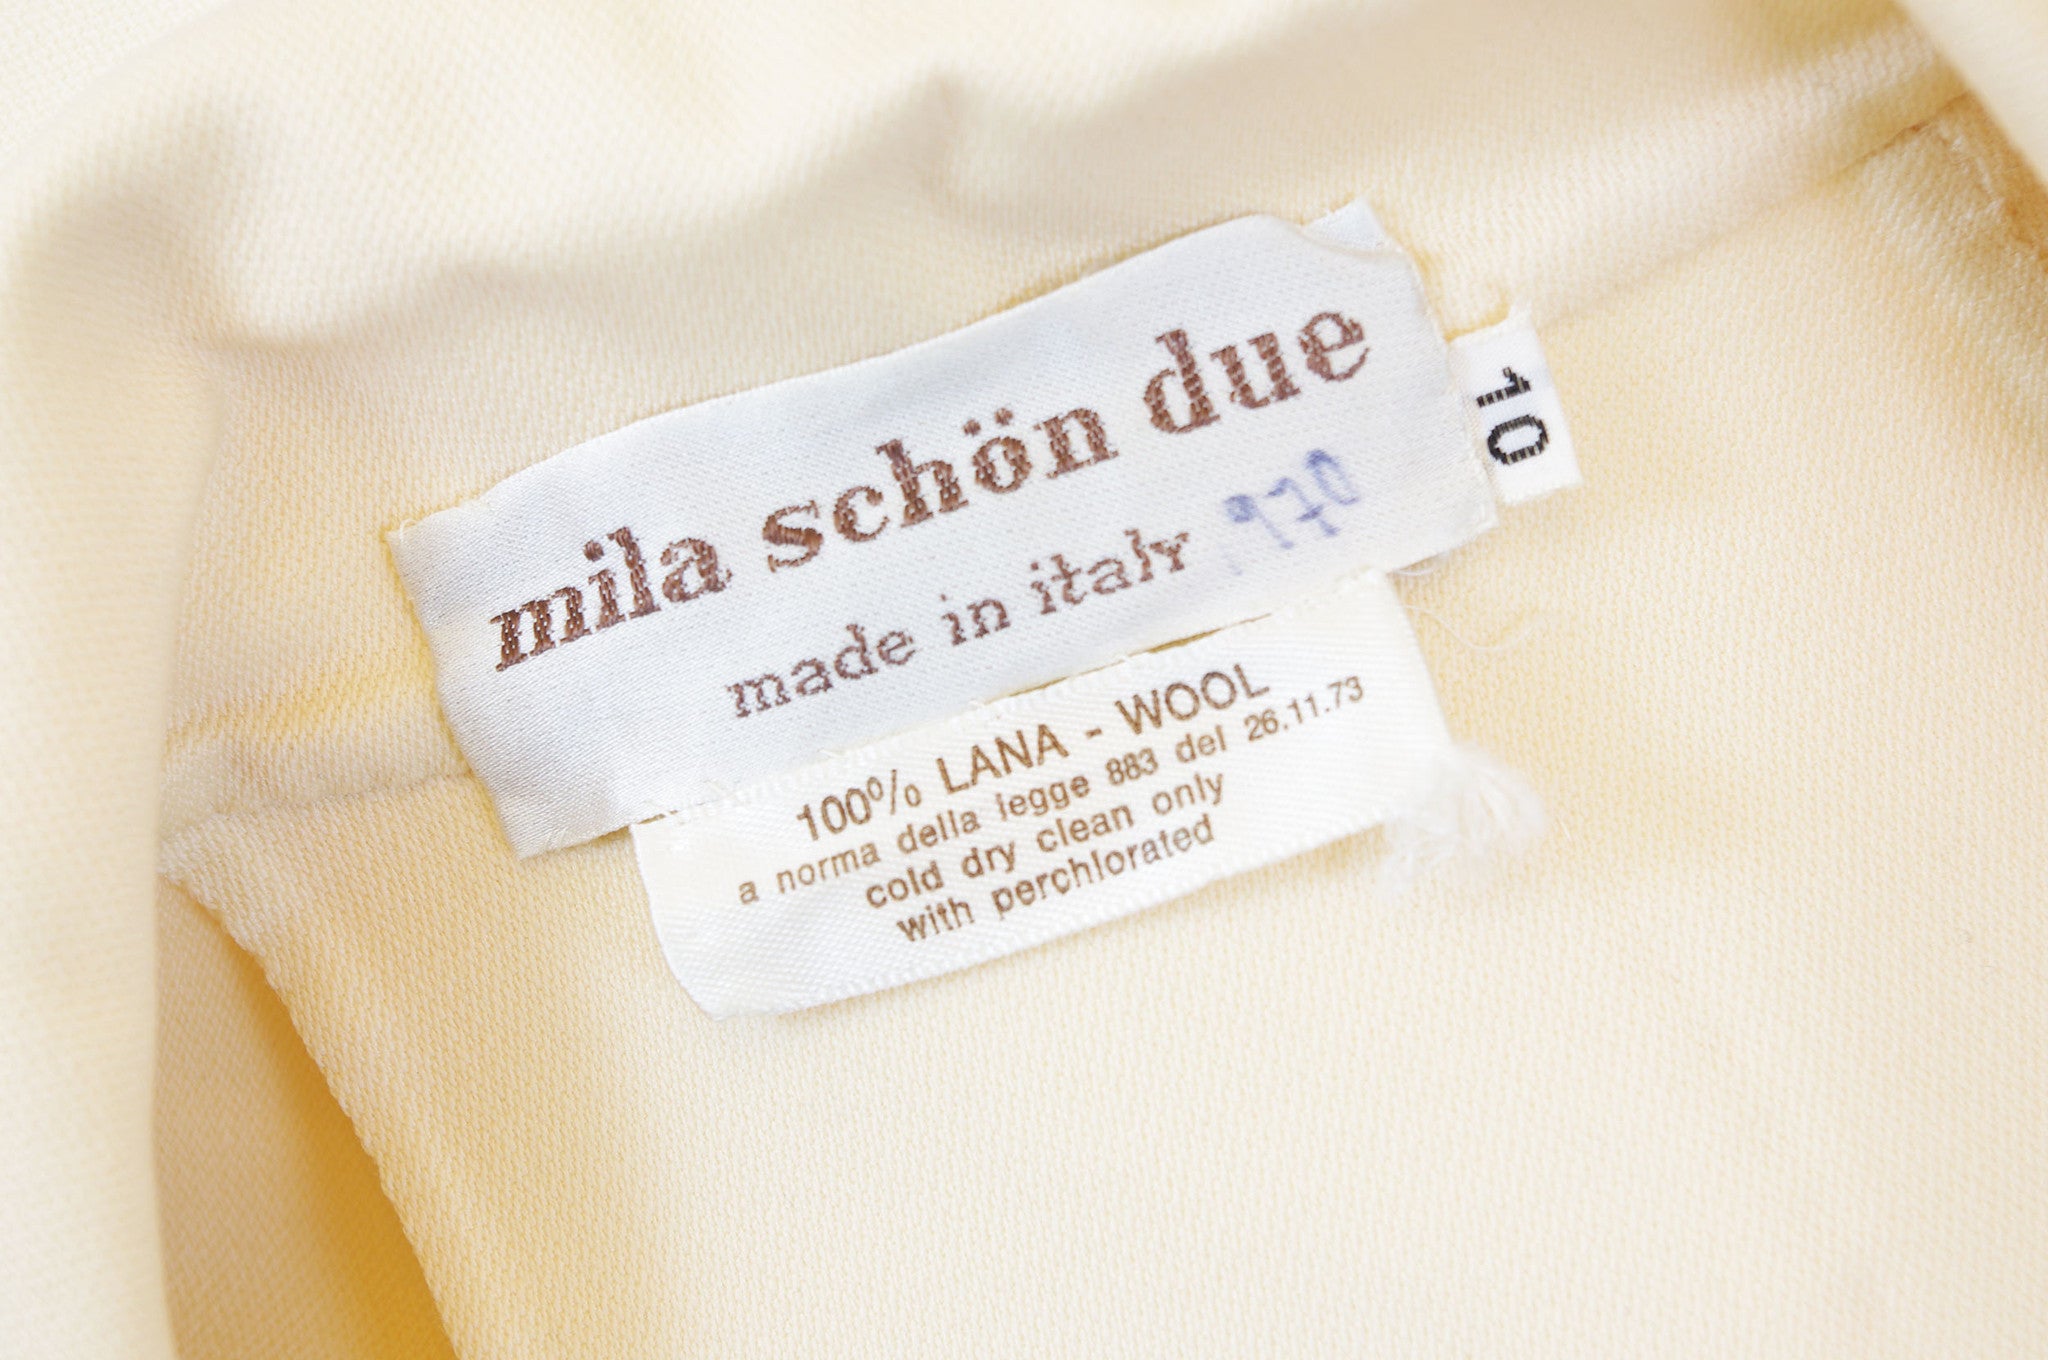 mila schön due
made in italy 970
10
100% LANA - WOOL
a norma della legge 883 del 26.11.73
cold dry clean only
with perchlorated